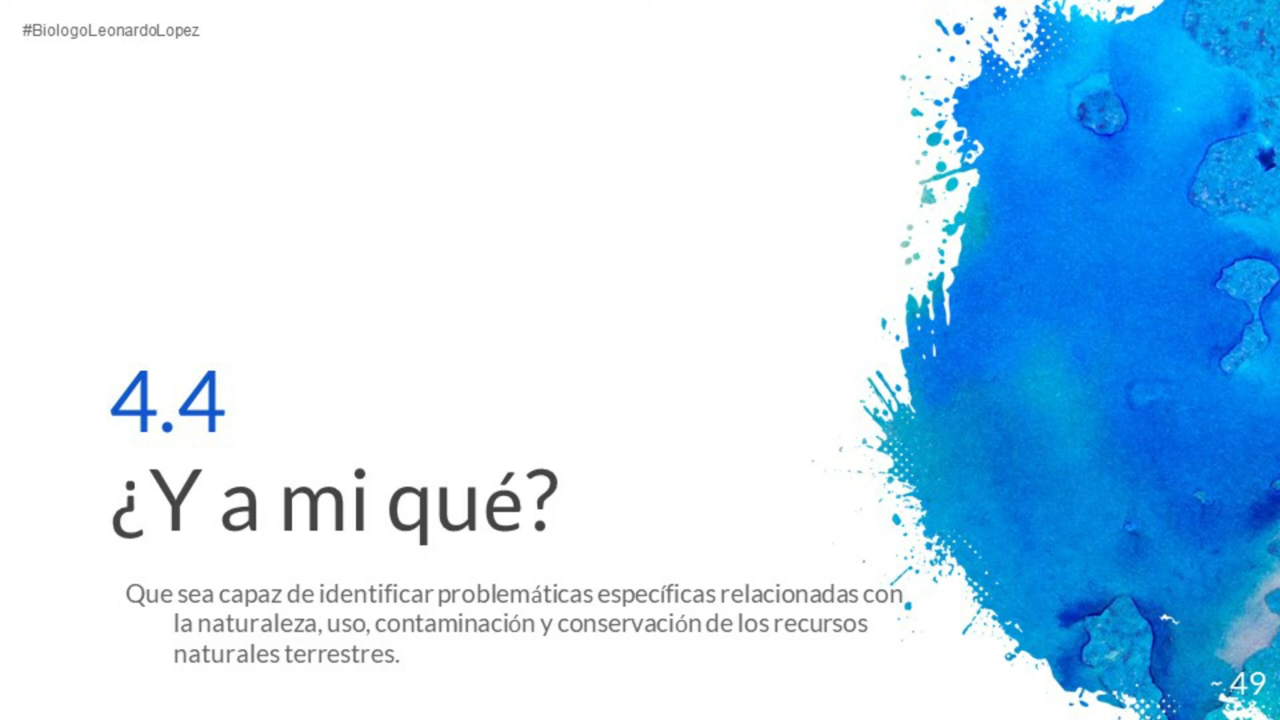 #BiologoLeonardoLopez
4.4
¿Y a mi qué?
Que sea capaz de identificar problemáticas específicas relacionadas con
la naturaleza, uso, contaminación y conservación de los recursos
naturales terrestres.
~ 49